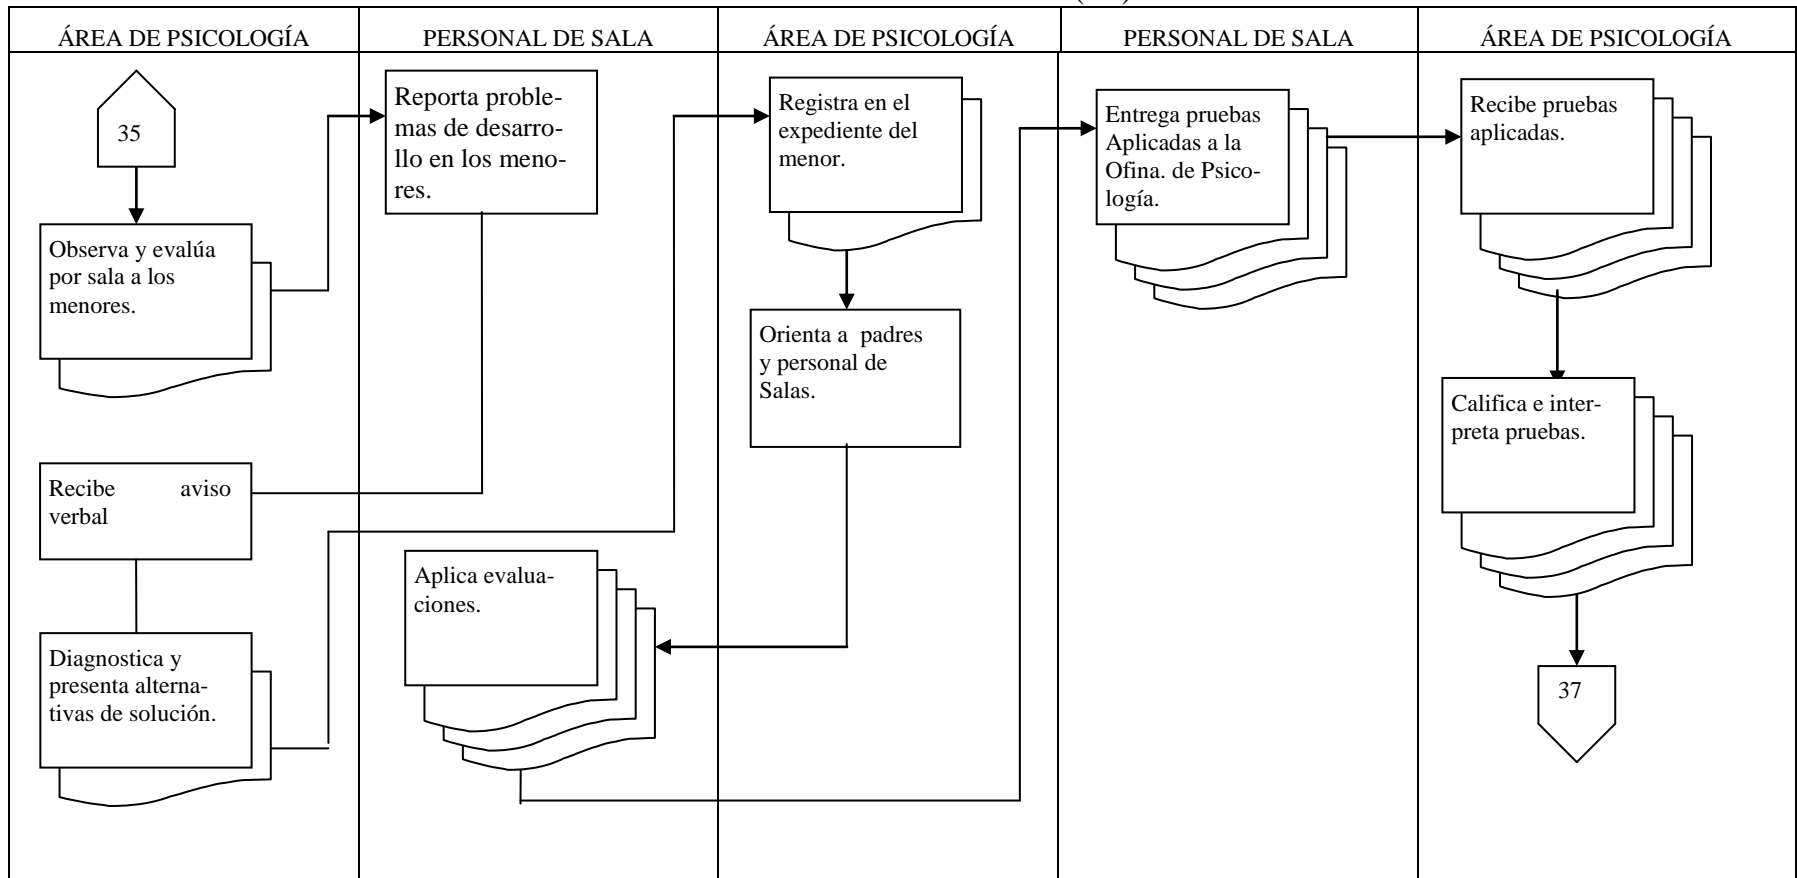 ÁREA DE PSICOLOGÍA
PERSONAL DE SALA
ÁREA DE PSICOLOGÍA
PERSONAL DE SALA
ÁREA DE PSICOLOGÍA
35
Observa y evalúa
por sala a los
menores.
Recibe aviso
verbal
Diagnostica y
presenta alterna-
tivas de solución.
Reporta proble-
mas de desarro-
llo en los meno-
res.
Aplica evalua-
ciones.
Registra en el
expediente del
menor.
Orienta a padres
y personal de
Salas.
Entrega pruebas
Aplicadas a la
Ofina. de Psico-
logía.
Recibe pruebas
aplicadas.
Califica e inter-
preta pruebas.
37